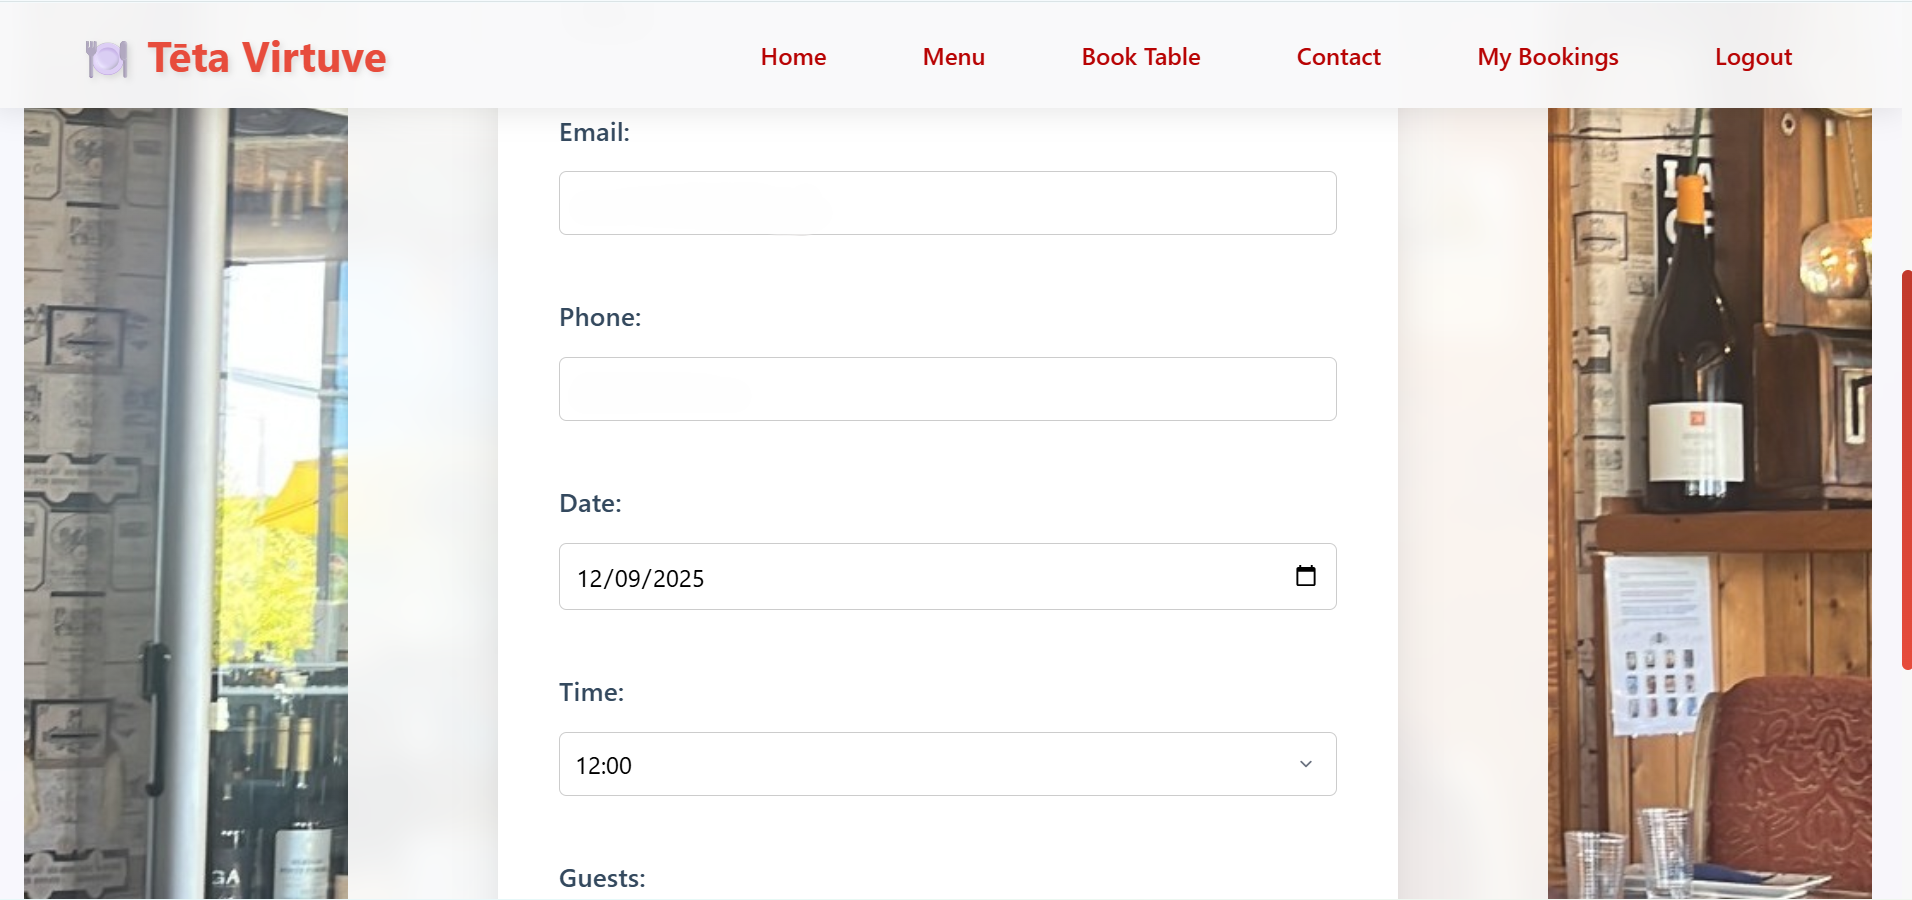 Tēta Virtuve
Home
Menu
Book Table
Contact
My Bookings
Logout
Email:
Phone:
Date:
12/09/2025
Time:
12:00
Guests:
GA